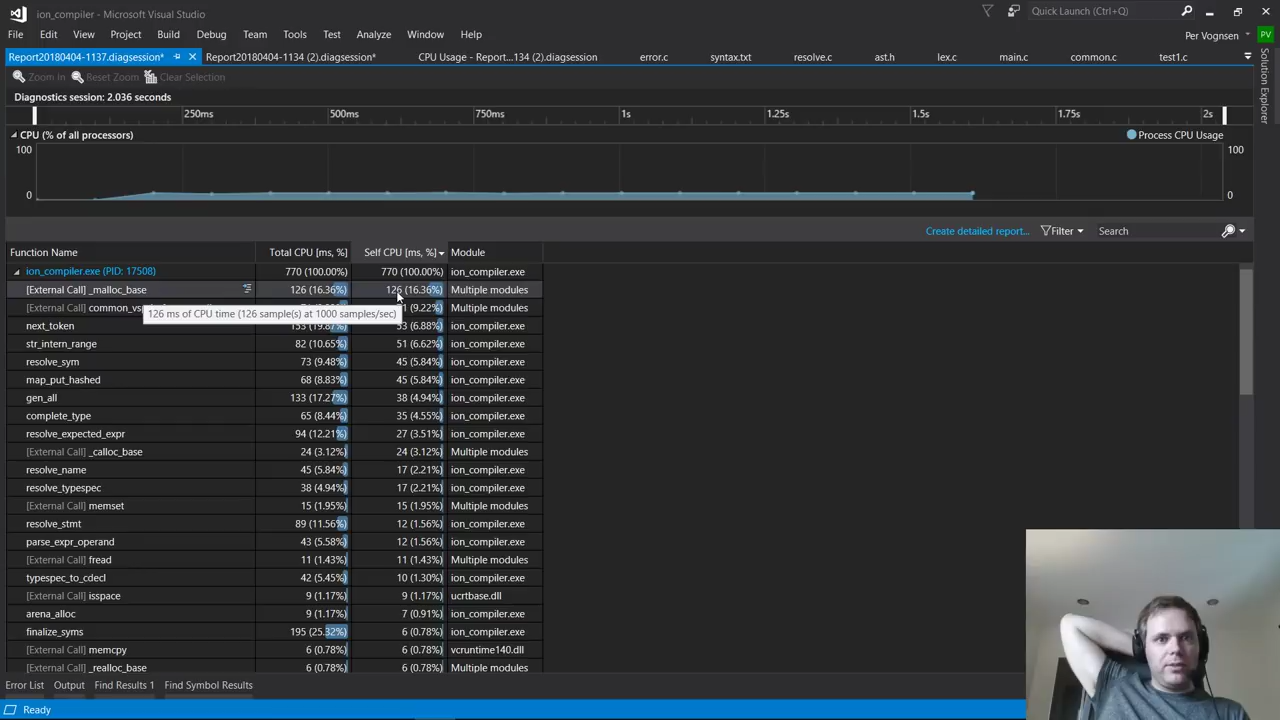 ion_compiler - Microsoft Visual Studio
Quick Launch (Ctrl+Q)
File Edit View Project Build Debug Team Tools Test Analyze Window Help
Per Vognsen PV
Report20180404-1137.diagsession* Report20180404-1134 (2).diagsession* CPU Usage - Report...134 (2).diagsession error.c syntax.txt resolve.c ast.h lex.c main.c common.c test1.c
Solution Explorer
Zoom In Reset Zoom Clear Selection
Diagnostics session: 2.036 seconds
250ms 500ms 750ms 1s 1.25s 1.5s 1.75s 2s
CPU (% of all processors) Process CPU Usage
100 100
0 0
Create detailed report... Filter Search
Function Name Total CPU [ms, %] Self CPU [ms, %] Module
ion_compiler.exe (PID: 17508) 770 (100.00%) 770 (100.00%) ion_compiler.exe
[External Call] _malloc_base 126 (16.36%) 126 (16.36%) Multiple modules
[External Call] (9.22%) Multiple modules
126 ms of CPU time (126 sample(s) at 1000 samples/sec)
next_token 153 (19.87%) 53 (6.88%) ion_compiler.exe
str_intern_range 82 (10.65%) 51 (6.62%) ion_compiler.exe
resolve_sym 73 (9.48%) 45 (5.84%) ion_compiler.exe
map_put_hashed 68 (8.83%) 45 (5.84%) ion_compiler.exe
gen_all 133 (17.27%) 38 (4.94%) ion_compiler.exe
complete_type 65 (8.44%) 35 (4.55%) ion_compiler.exe
resolve_expected_expr 94 (12.21%) 27 (3.51%) ion_compiler.exe
[External Call] _calloc_base 24 (3.12%) 24 (3.12%) Multiple modules
resolve_name 45 (5.84%) 17 (2.21%) ion_compiler.exe
resolve_typespec 38 (4.94%) 17 (2.21%) ion_compiler.exe
[External Call] memset 15 (1.95%) 15 (1.95%) Multiple modules
resolve_stmt 89 (11.56%) 12 (1.56%) ion_compiler.exe
parse_expr_operand 43 (5.58%) 12 (1.56%) ion_compiler.exe
[External Call] fread 11 (1.43%) 11 (1.43%) Multiple modules
typespec_to_cdecl 42 (5.45%) 10 (1.30%) ion_compiler.exe
[External Call] isspace 9 (1.17%) 9 (1.17%) ucrtbase.dll
arena_alloc 9 (1.17%) 7 (0.91%) ion_compiler.exe
finalize_syms 195 (25.32%) 6 (0.78%) ion_compiler.exe
[External Call] memcpy 6 (0.78%) 6 (0.78%) vcruntime140.dll
[External Call] _realloc_base 6 (0.78%) 6 (0.78%) Multiple modules
Error List Output Find Results 1 Find Symbol Results
Ready